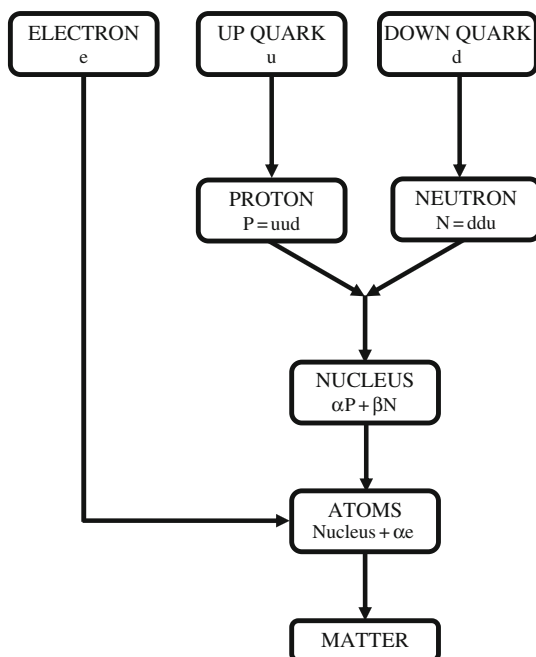 ELECTRON
e
UP QUARK
u
DOWN QUARK
d
PROTON
P = uud
NEUTRON
N = ddu
NUCLEUS
αP + βN
ATOMS
Nucleus + αe
MATTER